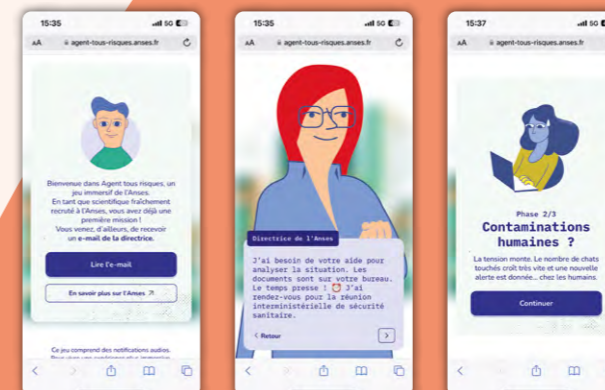 15:35
5G
AA agent-tous-risques.anses.fr
Bienvenue dans Agent tous risques, un
jeu immersif de l'Anses.
En tant que scientifique fraîchement
recruté à l'Anses, vous avez déjà une
première mission !
Vous venez, d'ailleurs, de recevoir
un e-mail de la directrice.
Lire l'e-mail
En savoir plus sur l'Anses
Ce jeu comprend des notifications audios.
15:35
5G
AA agent-tous-risques.anses.fr
Directrice de l'Anses
J'ai besoin de votre aide pour
analyser la situation. Les
documents sont sur votre bureau.
Le temps presse ! ⏰ J'ai
rendez-vous pour la réunion
interministérielle de sécurité
sanitaire.
< Retour
>
15:37
5G
AA agent-tous-risques.anses.fr
Phase 2/3
Contaminations
humaines ?
La tension monte. Le nombre de chats
touchés croît très vite et une nouvelle
alerte est donnée... chez les humains.
Continuer